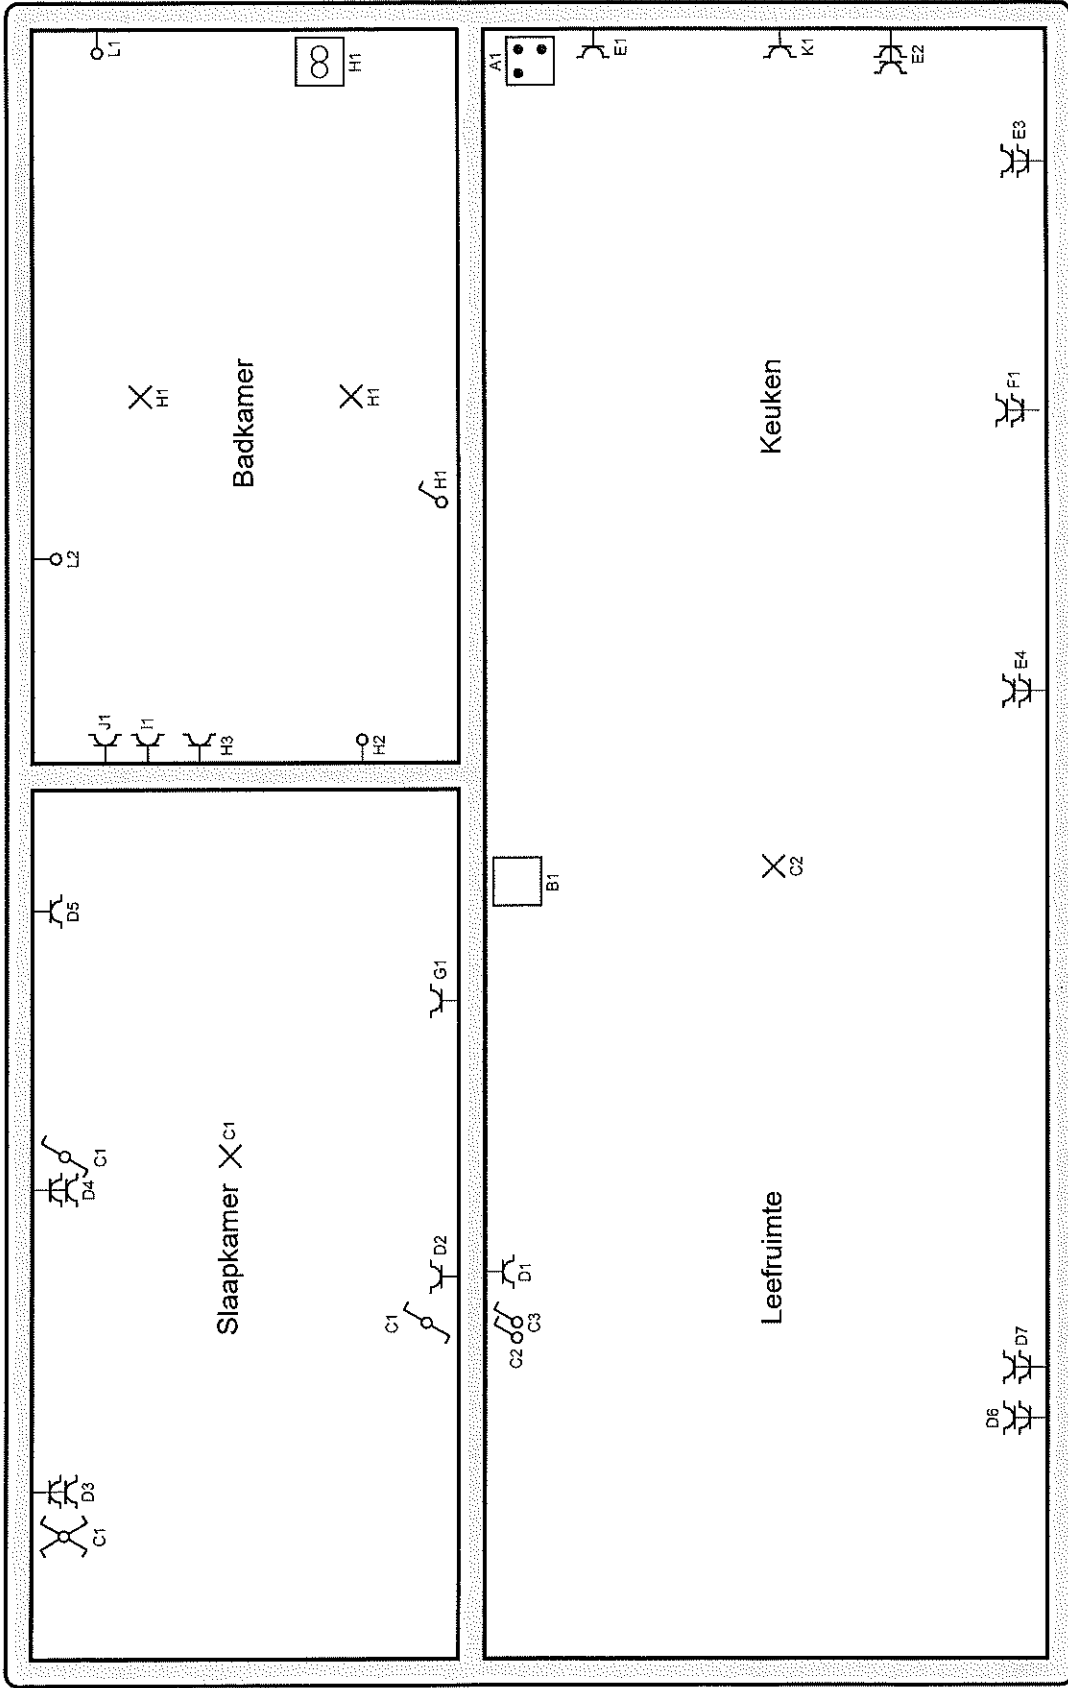 D3
C1
D4
C1
D5
Slaapkamer
C1
C1
D2
G1
L2
L1
J1
I1
H1
H3
Badkamer
H1
H1
H2
H1
A1
C2
C3
D1
B1
E1
Leefruimte
C2
Keuken
K1
E2
D6
D7
E4
F1
E3